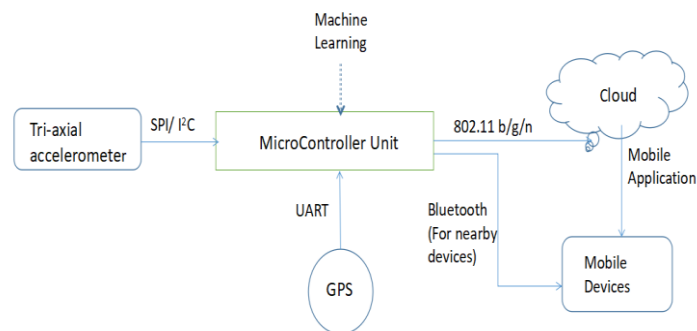 Machine
Learning
Tri-axial
accelerometer
SPI/ I²C
MicroController Unit
802.11 b/g/n
Cloud
Mobile
Application
UART
Bluetooth
(For nearby
devices)
GPS
Mobile
Devices